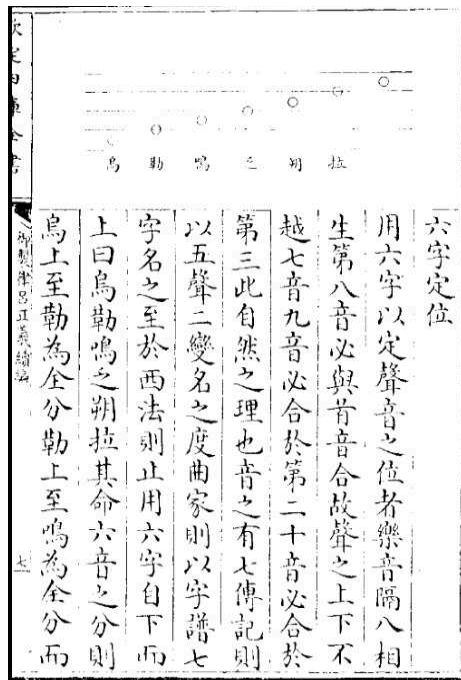 六字定位
用六字以定聲音之位者樂音隔八相
生第八音必與首音合故聲之上下不
越七音九音必合於第二十音必合於
第三此自然之理也音之有七傳記則
以五聲二變名之度曲家則以字譜七
字名之至於西法則止用六字自下而
上曰烏勒鳴之朔拉其命六音之分則
烏上至勒為全分勒上至鳴為全分而
拉
朔
之
鳴
勒
烏
欽定四庫全書
御製律呂正義續編
七